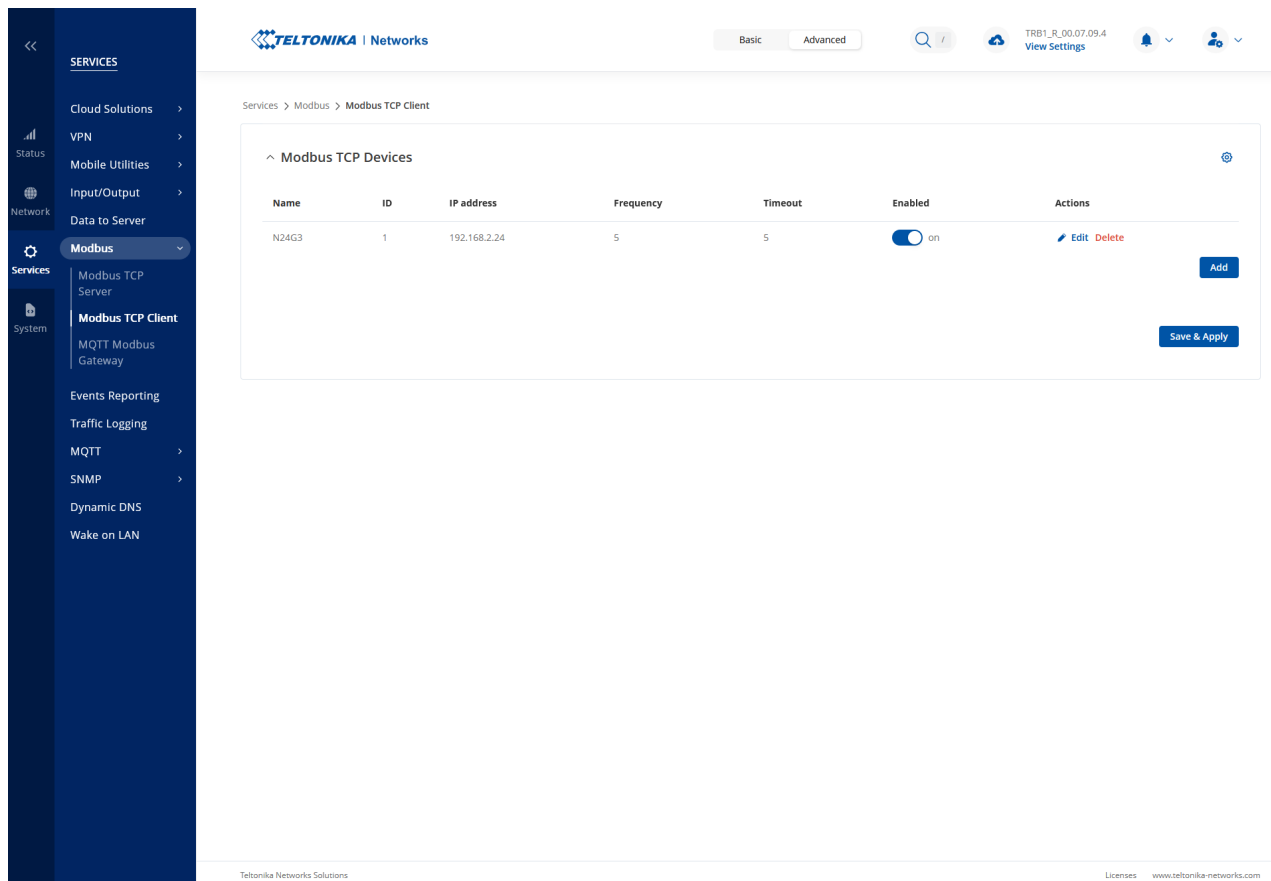 TELTONIKA | Networks
Basic
Advanced
/
TRB1_R_00.07.09.4
View Settings
SERVICES
Status
Network
Services
System
Cloud Solutions
VPN
Mobile Utilities
Input/Output
Data to Server
Modbus
Modbus TCP
Server
Modbus TCP Client
MQTT Modbus
Gateway
Events Reporting
Traffic Logging
MQTT
SNMP
Dynamic DNS
Wake on LAN
Services > Modbus > Modbus TCP Client
Modbus TCP Devices
Name ID IP address Frequency Timeout Enabled Actions
N24G3 1 192.168.2.24 5 5 on Edit Delete
Add
Save & Apply
Teltonika Networks Solutions
Licenses www.teltonika-networks.com